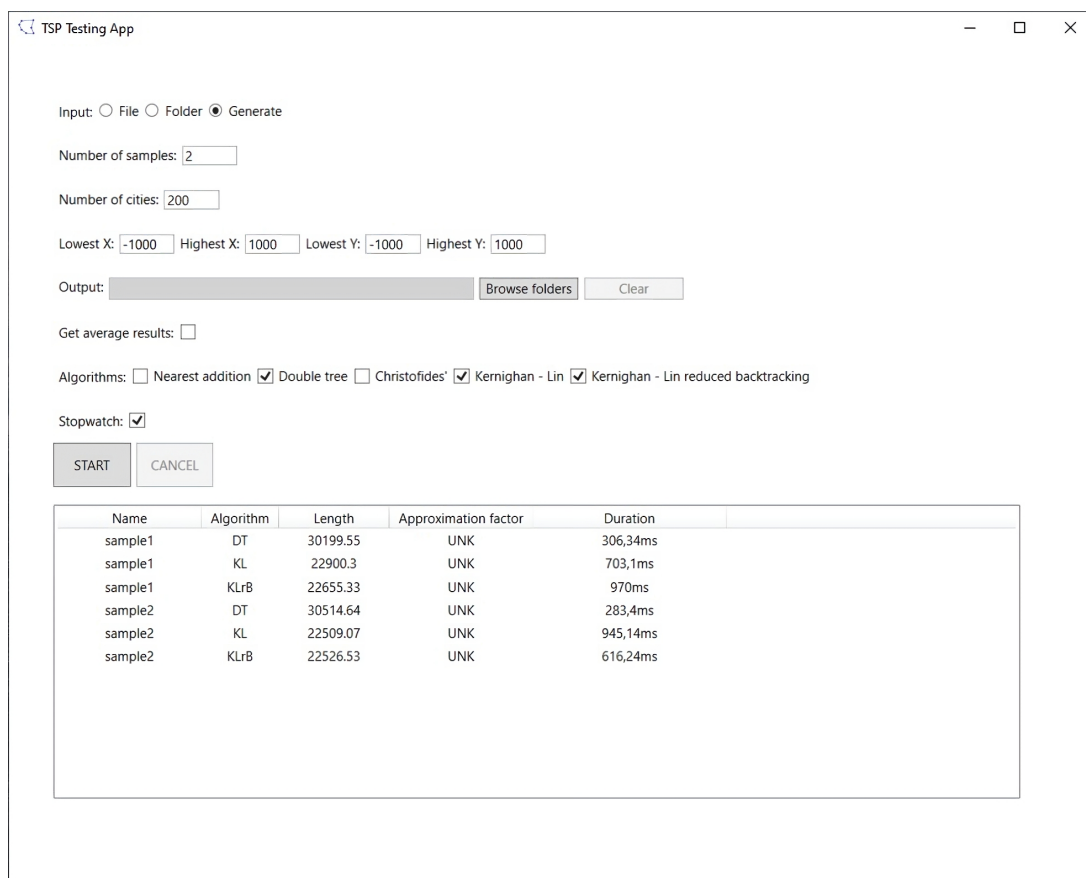 TSP Testing App
Input: File Folder Generate
Number of samples: 2
Number of cities: 200
Lowest X: -1000 Highest X: 1000 Lowest Y: -1000 Highest Y: 1000
Output: Browse folders Clear
Get average results:
Algorithms: Nearest addition Double tree Christofides' Kernighan - Lin Kernighan - Lin reduced backtracking
Stopwatch:
START CANCEL
Name Algorithm Length Approximation factor Duration
sample1 DT 30199.55 UNK 306,34ms
sample1 KL 22900.3 UNK 703,1ms
sample1 KLrB 22655.33 UNK 970ms
sample2 DT 30514.64 UNK 283,4ms
sample2 KL 22509.07 UNK 945,14ms
sample2 KLrB 22526.53 UNK 616,24ms